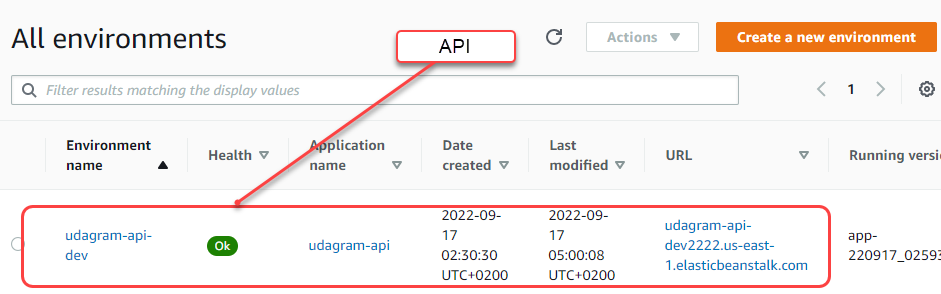 All environments
Actions
Create a new environment
API
Filter results matching the display values
1
Environment name
Health
Application name
Date created
Last modified
URL
Running versi
udagram-api-
dev
Ok
udagram-api
2022-09-
17
02:30:30
UTC+0200
2022-09-
17
05:00:08
UTC+0200
udagram-api-
dev2222.us-east-
1.elasticbeanstalk.com
app-
220917_02593